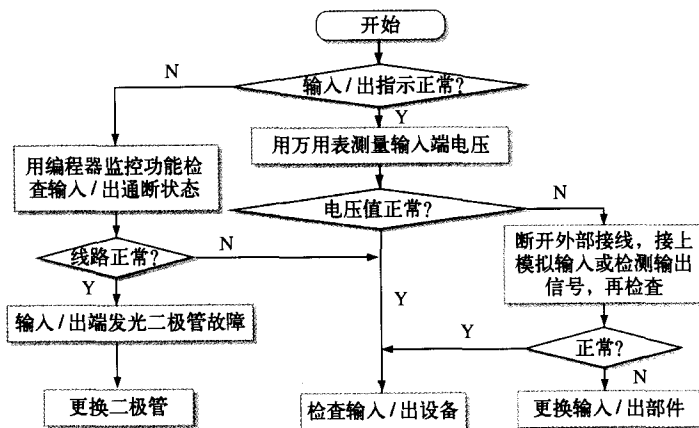 开始
N
输入/出指示正常?
Y
用编程器监控功能检
查输入/出通断状态
用万用表测量输入端电压
电压值正常?
N
线路正常?
N
断开外部接线，接上
模拟输入或检测输出
信号，再检查
Y
Y
输入/出端发光二极管故障
Y
正常?
N
更换二极管
检查输入/出设备
更换输入/出部件